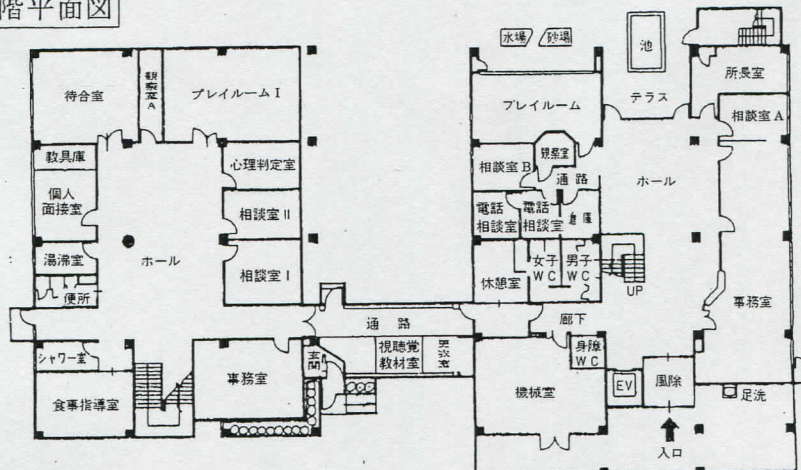 階平面図
待合室
観察室A
プレイルームⅠ
教具庫
心理判定室
個人
面接室
相談室Ⅱ
湯沸室
ホール
相談室Ⅰ
便所
シャワー室
食事指導室
事務室
玄関
通路
視聴覚
教材室
水場
砂場
池
プレイルーム
テラス
所長室
相談室A
相談室B
観察室
通路
ホール
電話
相談室
電話
相談室
倉庫
休憩室
女子
WC
男子
WC
UP
事務室
廊下
身障
WC
機械室
EV
風除
足洗
入口